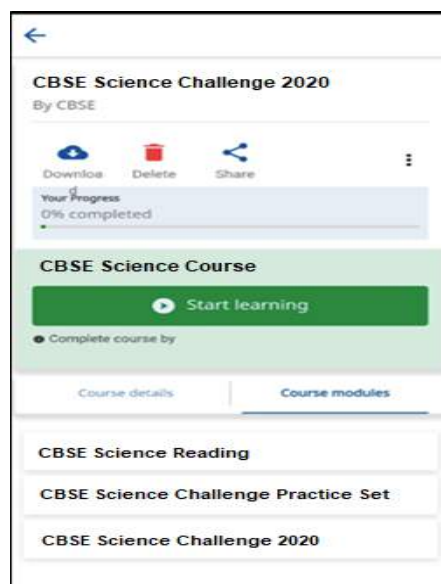 CBSE Science Challenge 2020
By CBSE
Download Delete Share
Your Progress
0% completed
CBSE Science Course
Start learning
Complete course by
Course details Course modules
CBSE Science Reading
CBSE Science Challenge Practice Set
CBSE Science Challenge 2020